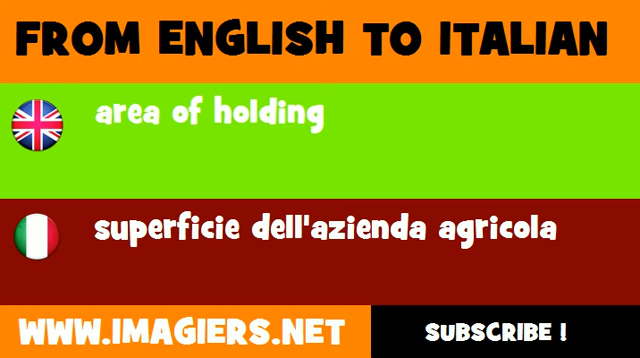 FROM ENGLISH TO ITALIAN
area of holding
superficie dell'azienda agricola
WWW.IMAGIERS.NET
SUBSCRIBE !